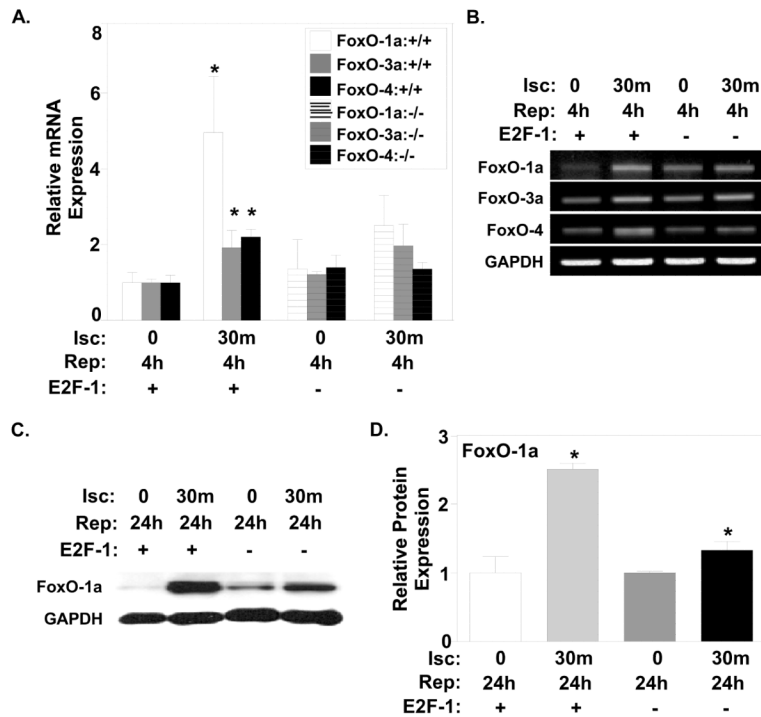 A.
8
6
4
2
0
Relative mRNA
Expression
FoxO-1a:+/+
FoxO-3a:+/+
FoxO-4:+/+
FoxO-1a:-/-
FoxO-3a:-/-
FoxO-4:-/-
*
* *
Isc: 0 30m 0 30m
Rep: 4h 4h 4h 4h
E2F-1: + + - -
B.
Isc: 0 30m 0 30m
Rep: 4h 4h 4h 4h
E2F-1: + + - -
FoxO-1a
FoxO-3a
FoxO-4
GAPDH
C.
Isc: 0 30m 0 30m
Rep: 24h 24h 24h 24h
E2F-1: + + - -
FoxO-1a
GAPDH
D.
3
2
1
0
Relative Protein
Expression
FoxO-1a
*
*
Isc: 0 30m 0 30m
Rep: 24h 24h 24h 24h
E2F-1: + + - -